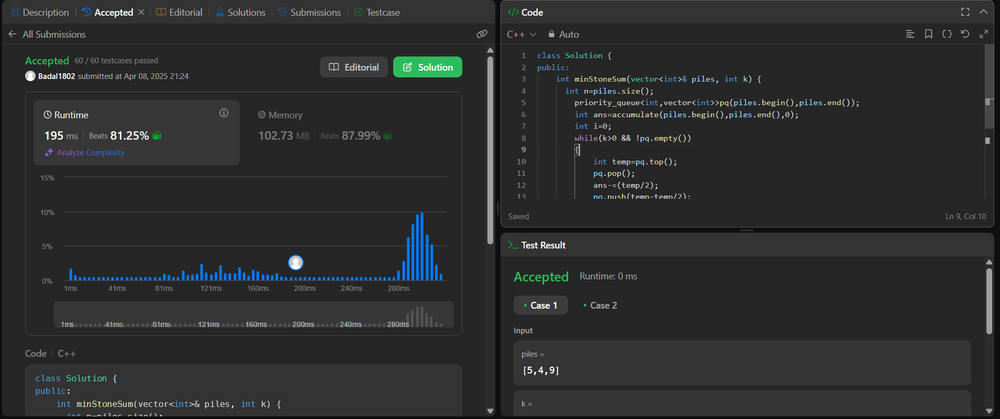 Description | Accepted × | Editorial | Solutions | Submissions | Testcase
All Submissions
Accepted 60 / 60 testcases passed
Badal1802 submitted at Apr 08, 2025 21:24
Editorial
Solution
Runtime
195 ms | Beats 81.25%
Analyze Complexity
Memory
102.73 MB | Beats 87.99%
15%
10%
5%
0%
1ms 41ms 81ms 121ms 160ms 200ms 240ms 280ms
1ms 41ms 81ms 121ms 160ms 200ms 240ms 280ms
Code | C++
class Solution {
public:
int minStoneSum(vector<int>& piles, int k) {
int n=piles.size();
</> Code
C++ Auto
1 class Solution {
2 public:
3 int minStoneSum(vector<int>& piles, int k) {
4 int n=piles.size();
5 priority_queue<int,vector<int>>pq(piles.begin(),piles.end());
6 int ans=accumulate(piles.begin(),piles.end(),0);
7 int i=0;
8 while(k>0 && !pq.empty())
9 {
10 int temp=pq.top();
11 pq.pop();
12 ans-=(temp/2);
13 pq.push(temp-temp/2);
Saved
Ln 9, Col 10
>_ Test Result
Accepted Runtime: 0 ms
• Case 1 • Case 2
Input
piles =
[5,4,9]
k =